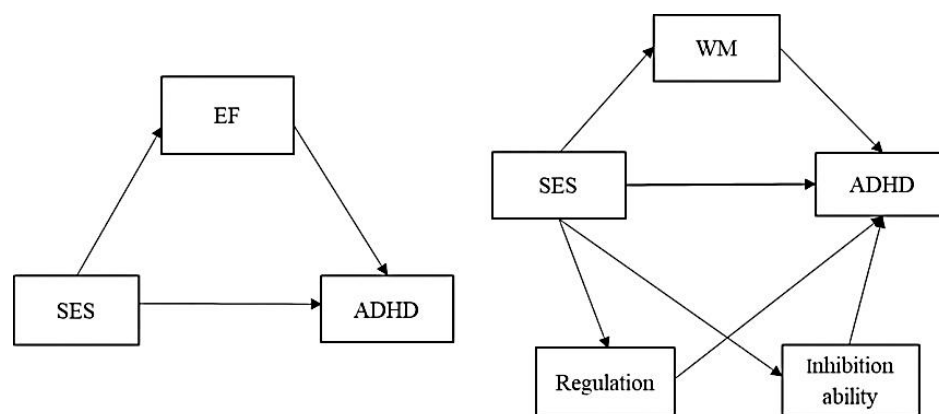 EF
SES
ADHD
WM
SES
ADHD
Regulation
Inhibition
ability